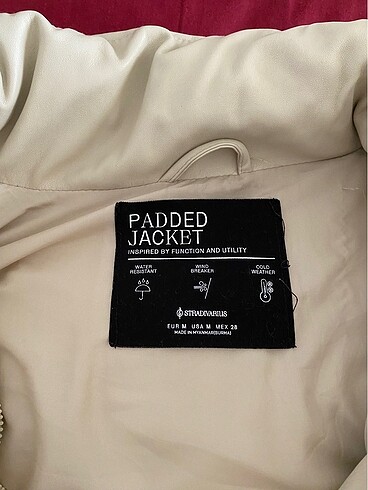 PADDED
JACKET
INSPIRED BY FUNCTION AND UTILITY
WATER
RESISTANT
WIND
BREAKER
COLD
WEATHER
STRADIVARIUS
EUR M USA M MEX 28
MADE IN MYANMAR(BURMA)